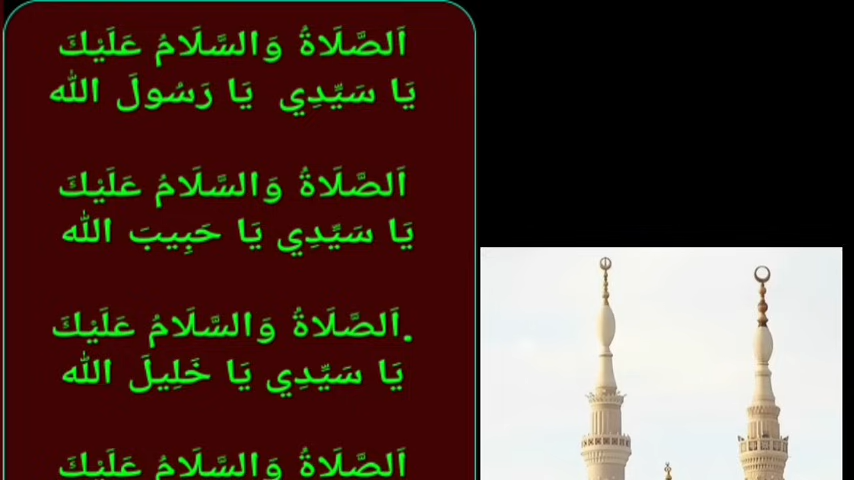 اَلصَّلَاةُ وَالسَّلَامُ عَلَيْكَ
يَا سَيِّدِي يَا رَسُولَ الله
اَلصَّلَاةُ وَالسَّلَامُ عَلَيْكَ
يَا سَيِّدِي يَا حَبِيبَ الله
.اَلصَّلَاةُ وَالسَّلَامُ عَلَيْكَ
يَا سَيِّدِي يَا خَلِيلَ الله
اَلصَّلَاةُ وَالسَّلَامُ عَلَيْكَ